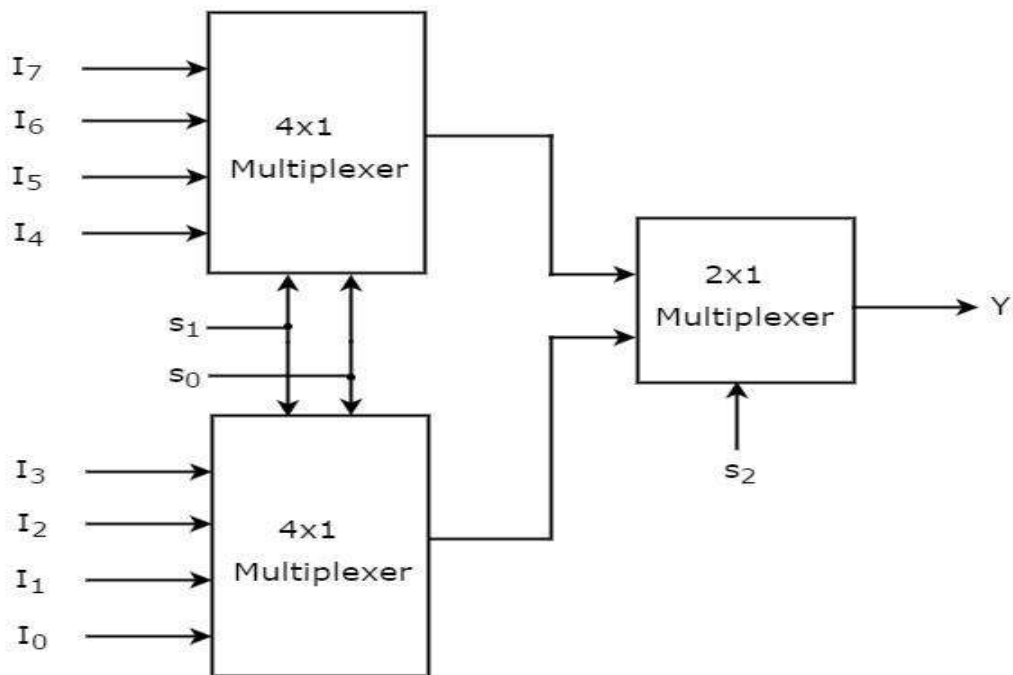 I7
I6
I5
I4
4x1
Multiplexer
s1
s0
I3
I2
I1
I0
4x1
Multiplexer
2x1
Multiplexer
s2
Y